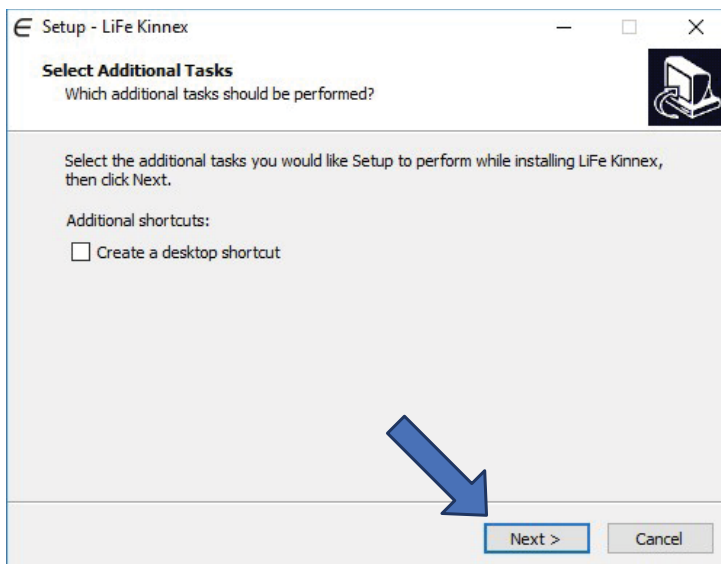 Setup - LiFe Kinnex
Select Additional Tasks
Which additional tasks should be performed?
Select the additional tasks you would like Setup to perform while installing LiFe Kinnex,
then click Next.
Additional shortcuts:
Create a desktop shortcut
Next >
Cancel